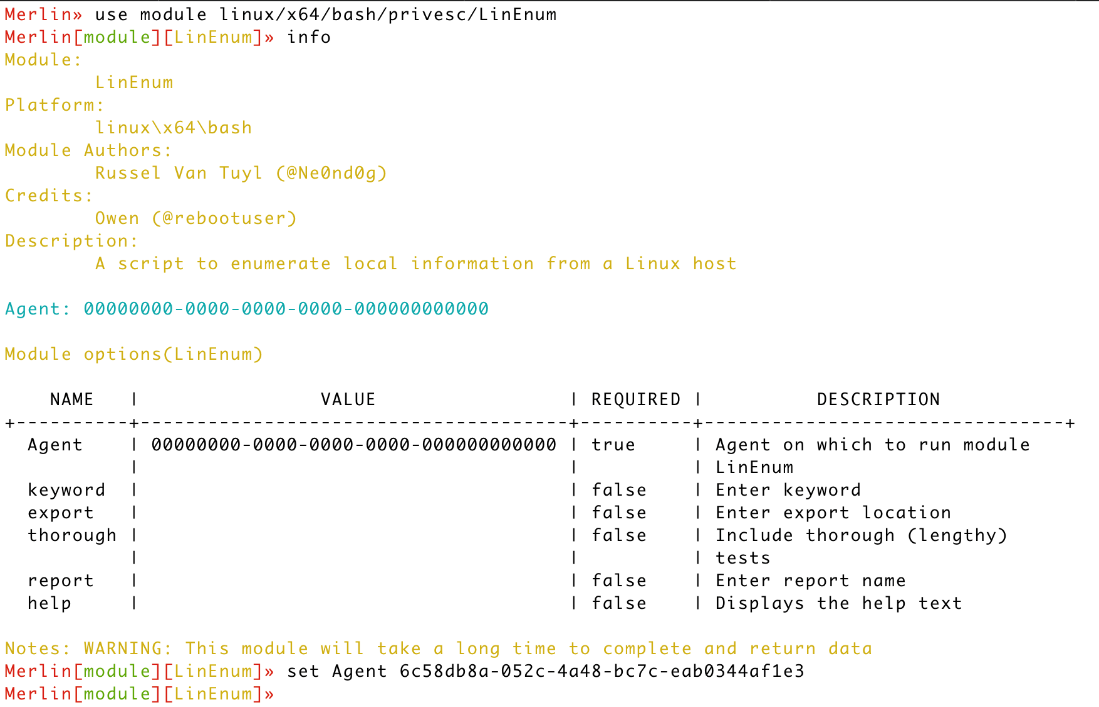 Merlin» use module linux/x64/bash/privesc/LinEnum
Merlin[module][LinEnum]» info
Module:
        LinEnum
Platform:
        linux\x64\bash
Module Authors:
        Russel Van Tuyl (@Ne0nd0g)
Credits:
        Owen (@rebootuser)
Description:
        A script to enumerate local information from a Linux host

Agent: 00000000-0000-0000-0000-000000000000

Module options(LinEnum)

    NAME   |                VALUE                 | REQUIRED |          DESCRIPTION
+----------+--------------------------------------+----------+--------------------------------+
  Agent    | 00000000-0000-0000-0000-000000000000 | true     | Agent on which to run module
           |                                      |          | LinEnum
  keyword  |                                      | false    | Enter keyword
  export   |                                      | false    | Enter export location
  thorough |                                      | false    | Include thorough (lengthy)
           |                                      |          | tests
  report   |                                      | false    | Enter report name
  help     |                                      | false    | Displays the help text

Notes: WARNING: This module will take a long time to complete and return data
Merlin[module][LinEnum]» set Agent 6c58db8a-052c-4a48-bc7c-eab0344af1e3
Merlin[module][LinEnum]»